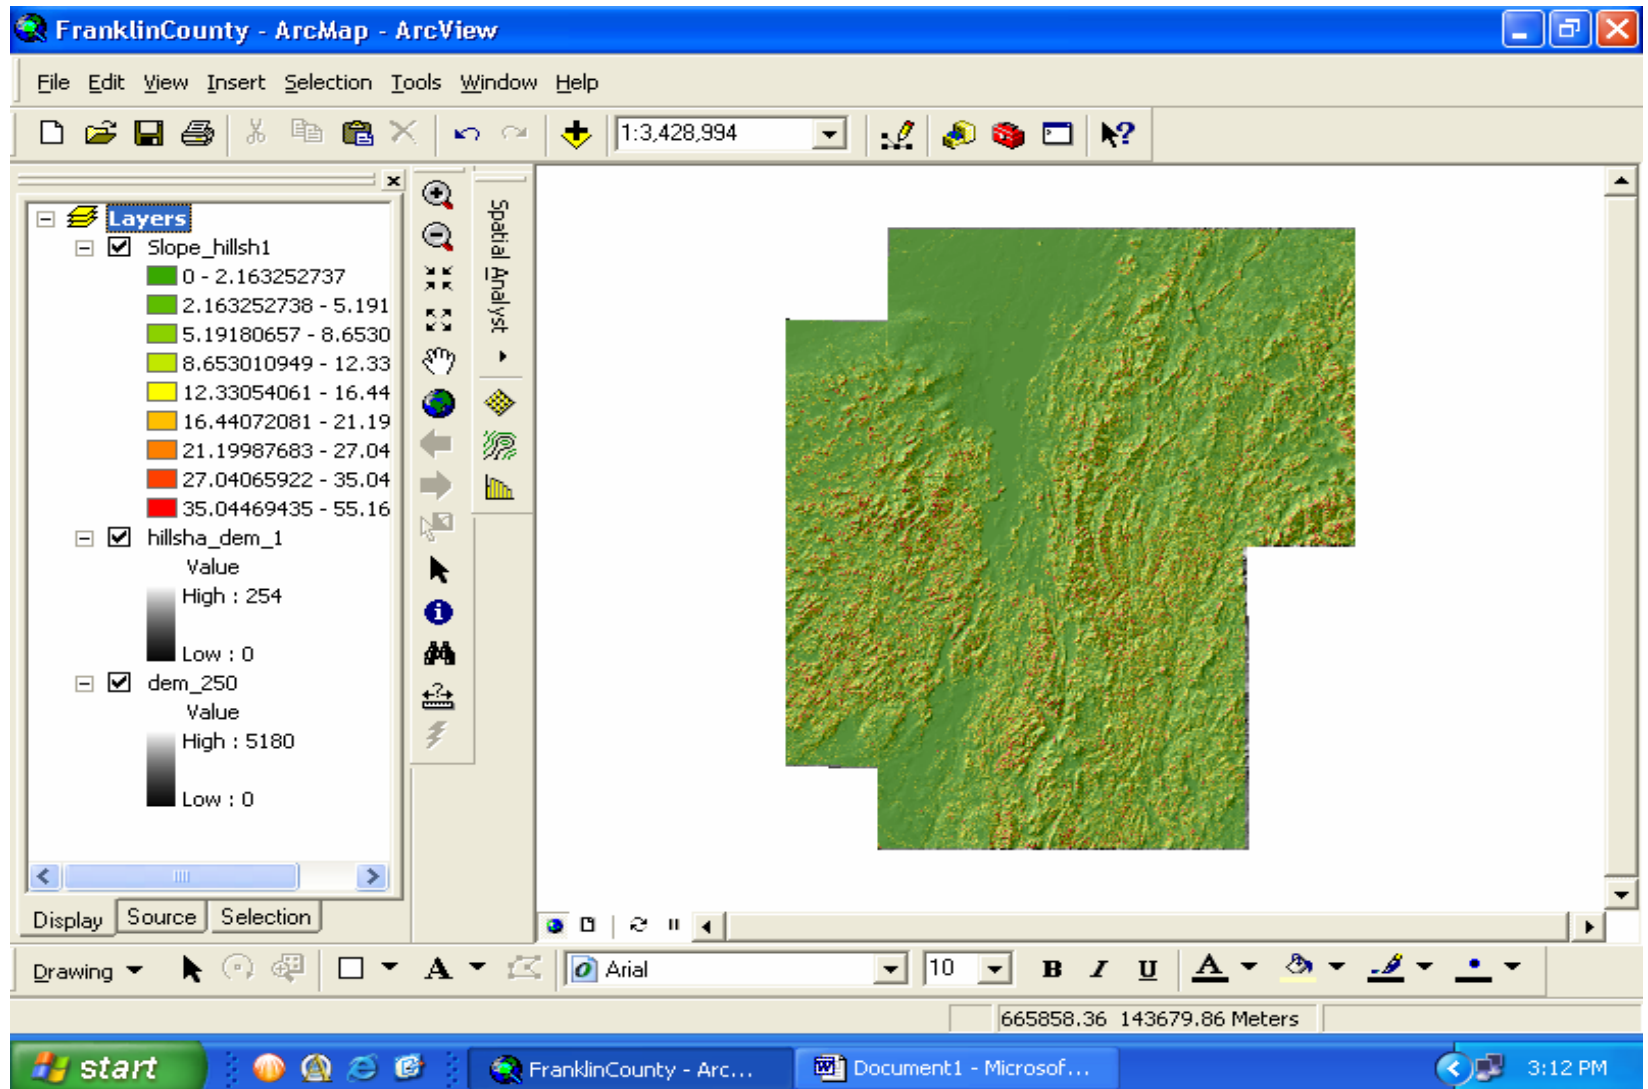 FranklinCounty - ArcMap - ArcView
File Edit View Insert Selection Tools Window Help
1:3,428,994
Layers
Slope_hillsh1
0 - 2.163252737
2.163252738 - 5.191
5.19180657 - 8.6530
8.653010949 - 12.33
12.33054061 - 16.44
16.44072081 - 21.19
21.19987683 - 27.04
27.04065922 - 35.04
35.04469435 - 55.16
hillsha_dem_1
Value
High : 254
Low : 0
dem_250
Value
High : 5180
Low : 0
Spatial Analyst
Display Source Selection
Drawing A Arial 10 B I U A
665858.36 143679.86 Meters
start FranklinCounty - Arc... Document1 - Microsof... 3:12 PM